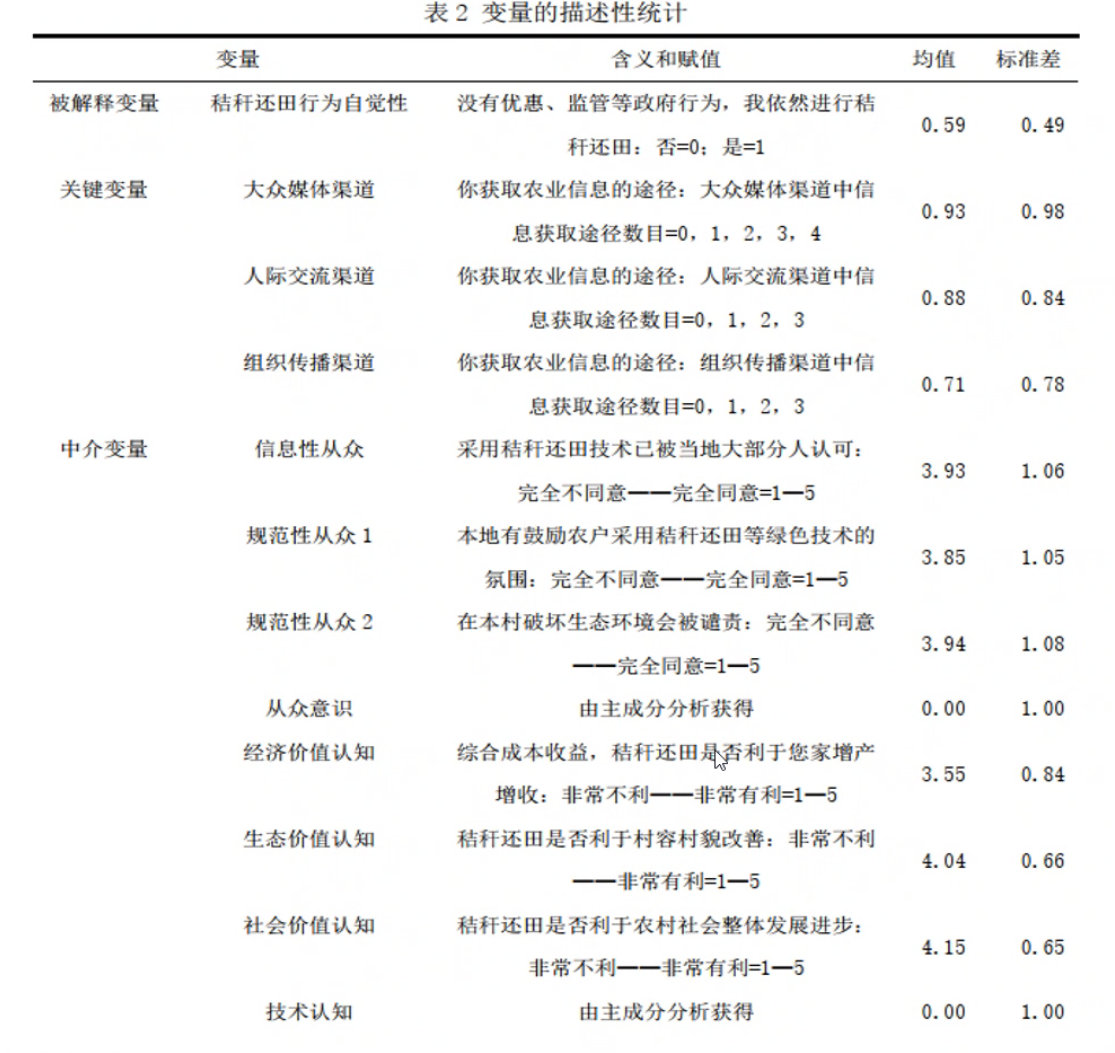 表 2 变量的描述性统计
变量 含义和赋值 均值 标准差
被解释变量 秸秆还田行为自觉性 没有优惠、监管等政府行为，我依然进行秸
秆还田：否=0；是=1 0.59 0.49
关键变量 大众媒体渠道 你获取农业信息的途径：大众媒体渠道中信
息获取途径数目=0，1，2，3，4 0.93 0.98
人际交流渠道 你获取农业信息的途径：人际交流渠道中信
息获取途径数目=0，1，2，3 0.88 0.84
组织传播渠道 你获取农业信息的途径：组织传播渠道中信
息获取途径数目=0，1，2，3 0.71 0.78
中介变量 信息性从众 采用秸秆还田技术已被当地大部分人认可：
完全不同意——完全同意=1—5 3.93 1.06
规范性从众 1 本地有鼓励农户采用秸秆还田等绿色技术的
氛围：完全不同意——完全同意=1—5 3.85 1.05
规范性从众 2 在本村破坏生态环境会被谴责：完全不同意
——完全同意=1—5 3.94 1.08
从众意识 由主成分分析获得 0.00 1.00
经济价值认知 综合成本收益，秸秆还田是否利于您家增产
增收：非常不利——非常有利=1—5 3.55 0.84
生态价值认知 秸秆还田是否利于村容村貌改善：非常不利
——非常有利=1—5 4.04 0.66
社会价值认知 秸秆还田是否利于农村社会整体发展进步：
非常不利——非常有利=1—5 4.15 0.65
技术认知 由主成分分析获得 0.00 1.00